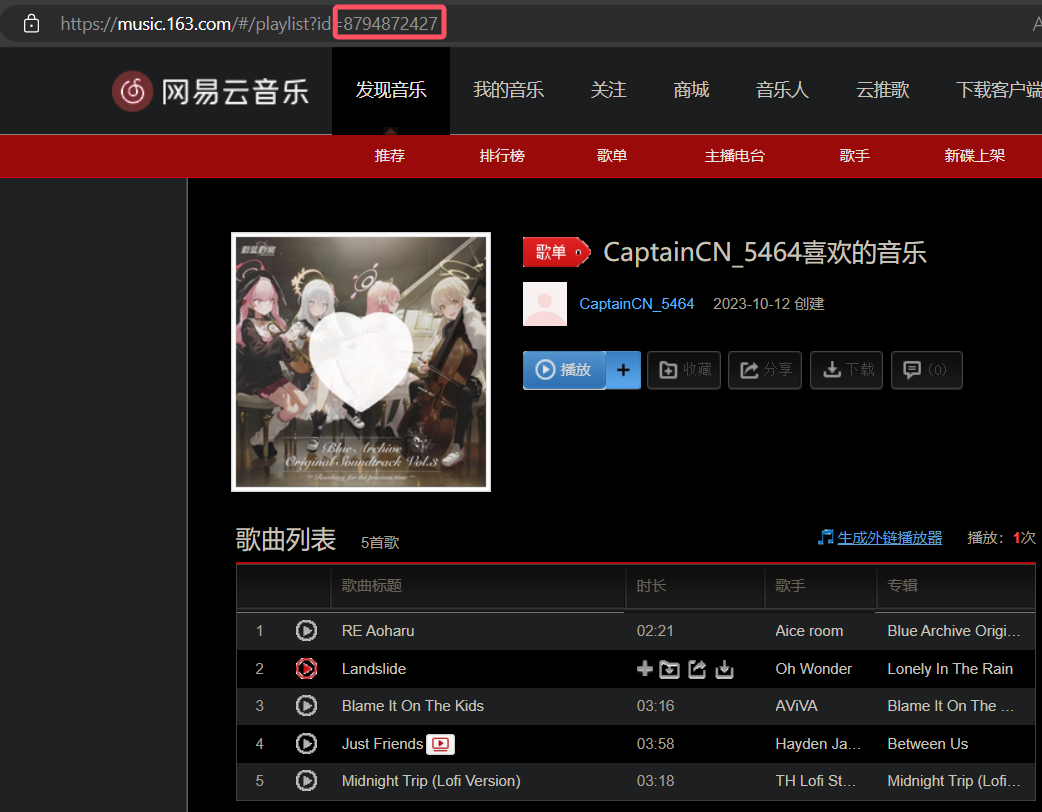 https://music.163.com/#/playlist?id=8794872427
网易云音乐
发现音乐 我的音乐 关注 商城 音乐人 云推歌 下载客户端
推荐 排行榜 歌单 主播电台 歌手 新碟上架
歌单 CaptainCN_5464喜欢的音乐
CaptainCN_5464 2023-10-12 创建
播放 + 收藏 分享 下载 (0)
Blue Archive
Original Soundtrack Vol.3
歌曲列表 5首歌 生成外链播放器 播放：1次
歌曲标题 时长 歌手 专辑
1 RE Aoharu 02:21 Aice room Blue Archive Origi...
2 Landslide Oh Wonder Lonely In The Rain
3 Blame It On The Kids 03:16 AViVA Blame It On The ...
4 Just Friends 03:58 Hayden Ja... Between Us
5 Midnight Trip (Lofi Version) 03:18 TH Lofi St... Midnight Trip (Lofi...